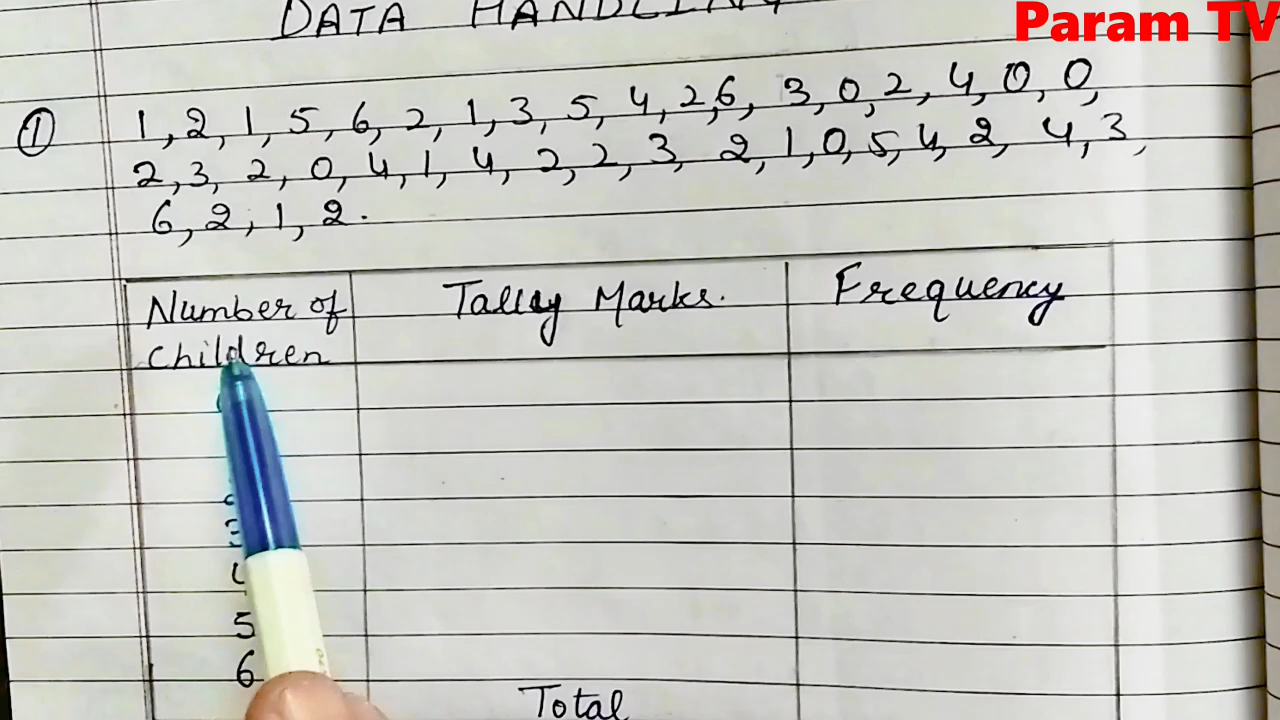 Param TV
DATA HANDLING
① 1, 2, 1, 5, 6, 2, 1, 3, 5, 4, 2, 6, 3, 0, 2, 4, 0, 0,
2, 3, 2, 0, 4, 1, 4, 2, 2, 3, 2, 1, 0, 5, 4, 2, 4, 3,
6, 2, 1, 2.
Number of Tally Marks. Frequency
Children
3
5
6
Total